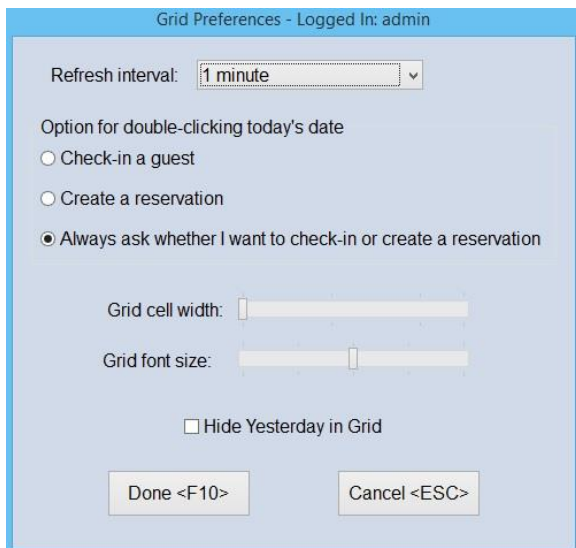 Grid Preferences - Logged In: admin
Refresh interval: 1 minute
Option for double-clicking today's date
Check-in a guest
Create a reservation
Always ask whether I want to check-in or create a reservation
Grid cell width:
Grid font size:
Hide Yesterday in Grid
Done <F10> Cancel <ESC>